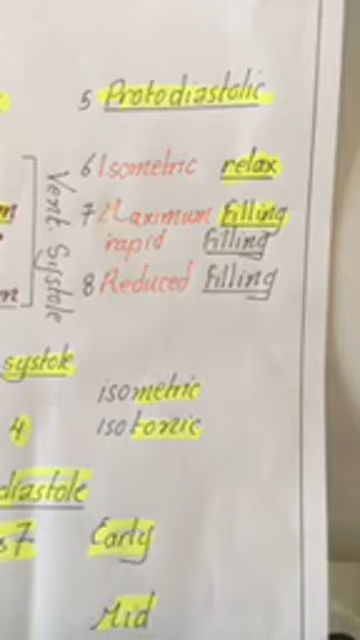 5 Protodiastolic
6 Isometric relax
7 Maximum filling
rapid filling
8 Reduced filling
Vent. Systole
systole
isometric
4 isotonic
diastole
7 Early
Mid